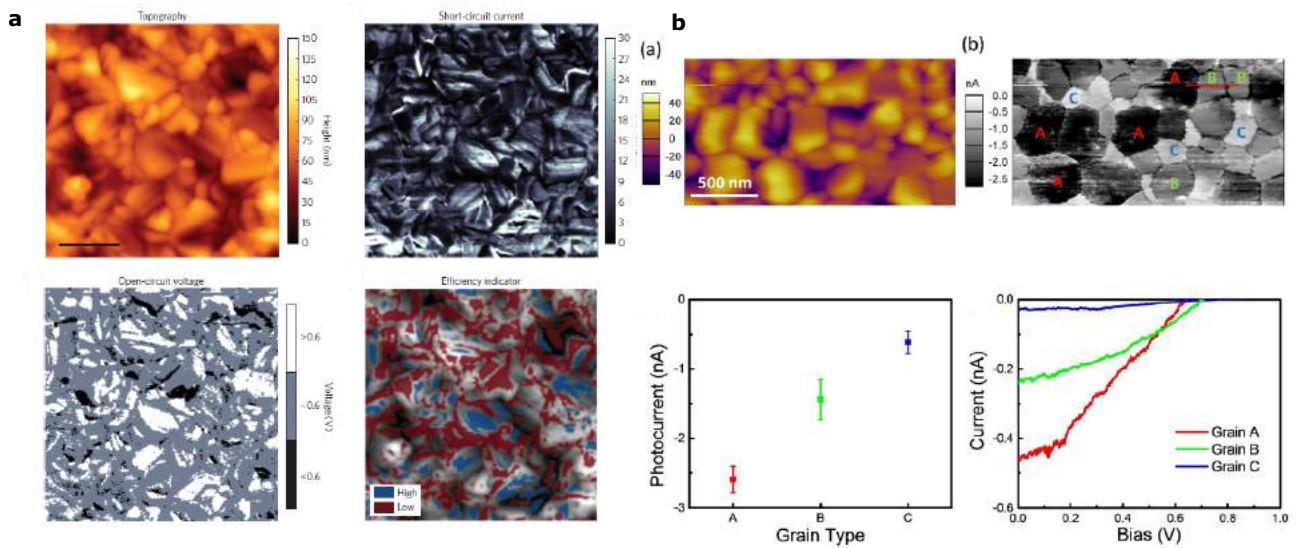 a
Topography
150
135
120
105
90
75
60
45
30
15
0
Height (nm)
Short-circuit current
30
27
24
21
18
15
12
9
6
3
0
Open-circuit voltage
>0.6
~0.6
<0.6
Voltage (V)
Efficiency indicator
High
Low
b
(a)
nm
40
20
0
-20
-40
500 nm
(b)
nA
0.0
-0.5
-1.0
-1.5
-2.0
-2.5
A
B
B
C
A
A
C
C
A
B
0
-1
-2
-3
Photocurrent (nA)
A
B
C
Grain Type
0.0
-0.2
-0.4
-0.6
Current (nA)
Grain A
Grain B
Grain C
0.0
0.2
0.4
0.6
0.8
1.0
Bias (V)